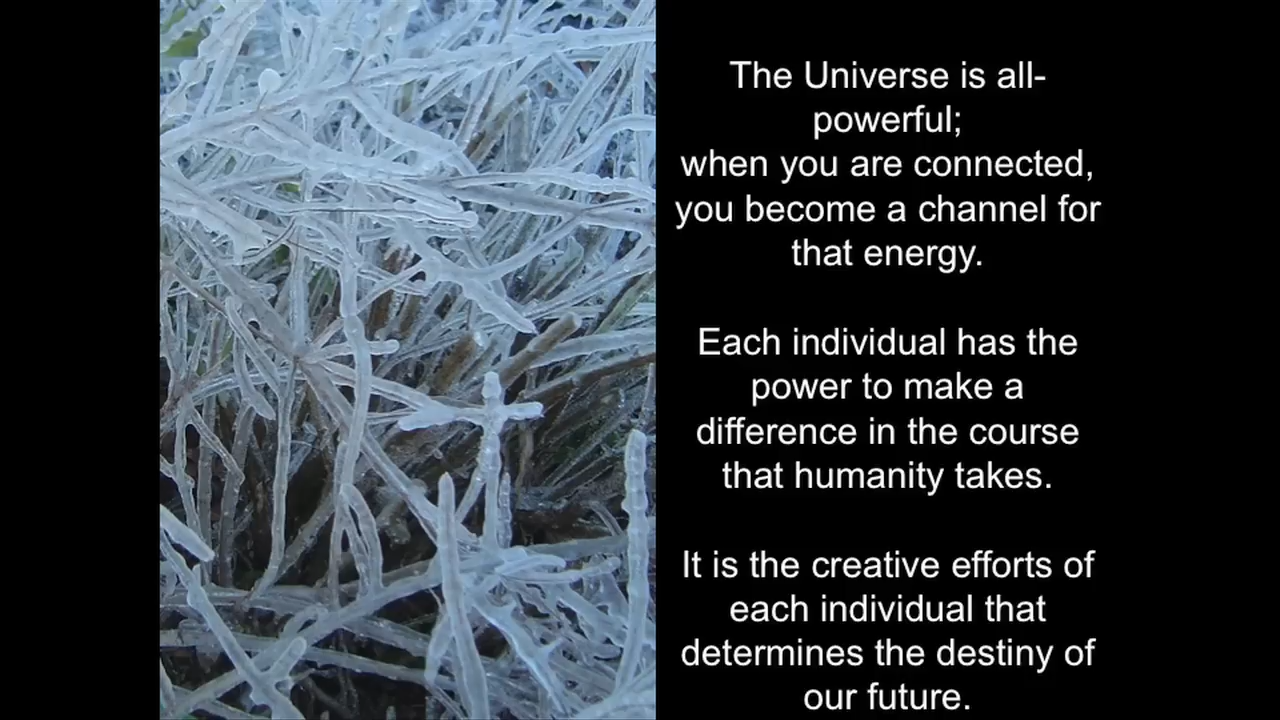 The Universe is all-
powerful;
when you are connected,
you become a channel for
that energy.
Each individual has the
power to make a
difference in the course
that humanity takes.
It is the creative efforts of
each individual that
determines the destiny of
our future.